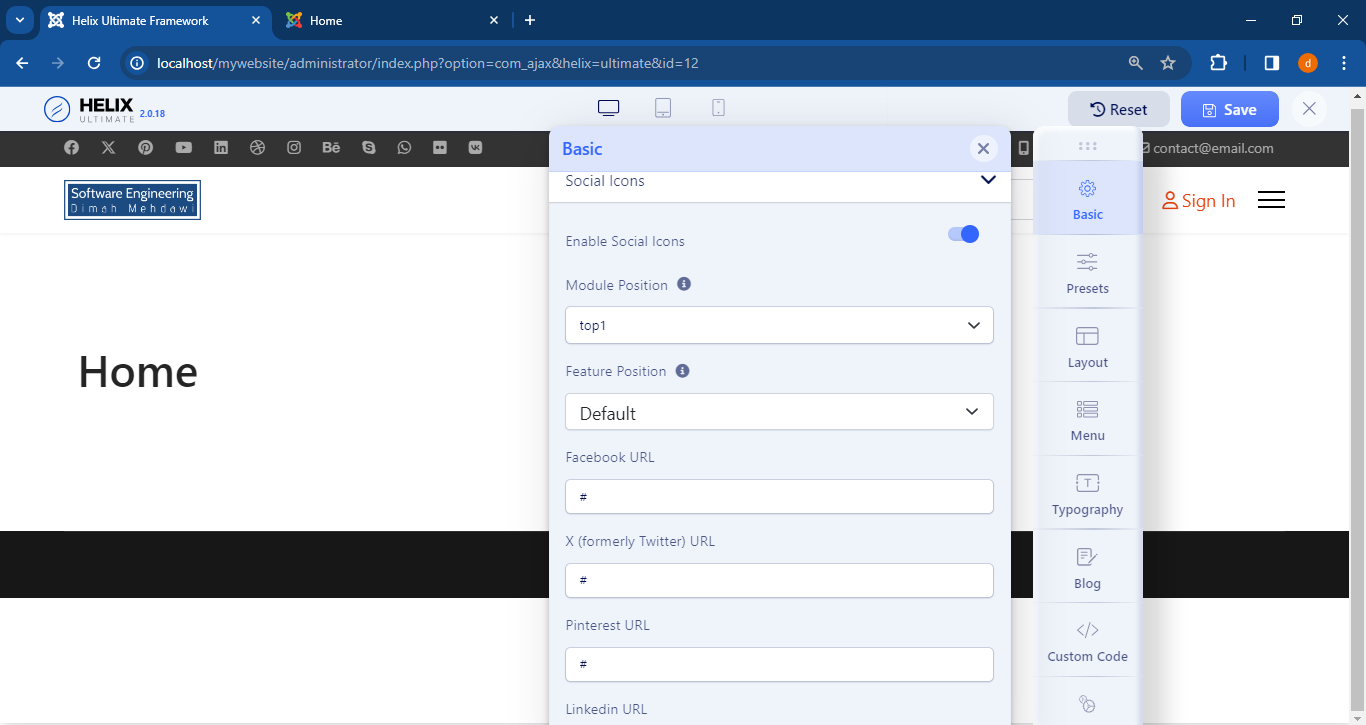 Helix Ultimate Framework
Home
localhost/mywebsite/administrator/index.php?option=com_ajax&helix=ultimate&id=12
d
HELIX
ULTIMATE 2.0.18
Reset
Save
Bē
contact@email.com
Software Engineering
Dimah Mehdawi
Sign In
Home
Basic
Social Icons
Enable Social Icons
Module Position
top1
Feature Position
Default
Facebook URL
#
X (formerly Twitter) URL
#
Pinterest URL
#
Linkedin URL
Basic
Presets
Layout
Menu
Typography
Blog
Custom Code